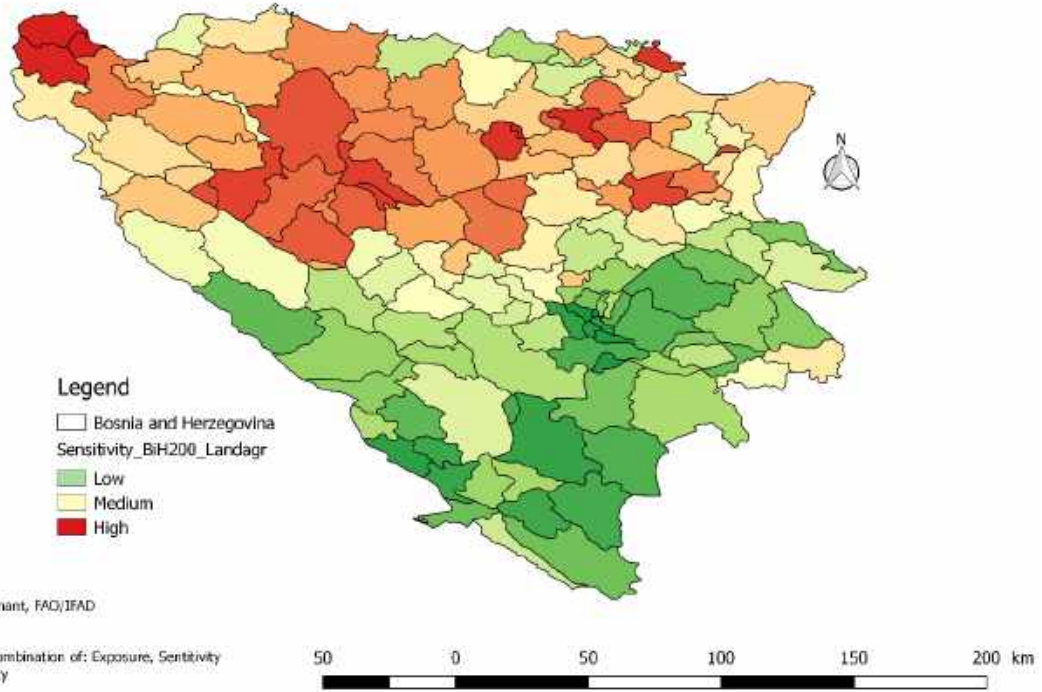 N
Legend
Bosnia and Herzegovina
Sensitivity_BiH200_Landagr
Low
Medium
High
FAO/IFAD
ombination of: Exposure, Sentitivity
50 0 50 100 150 200 km